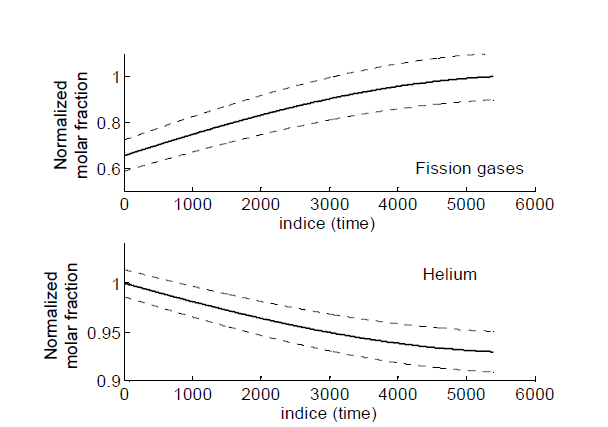 Normalized
molar fraction
1
0.8
0.6
Fission gases
0 1000 2000 3000 4000 5000 6000
indice (time)
Normalized
molar fraction
Helium
1
0.95
0.9
0 1000 2000 3000 4000 5000 6000
indice (time)